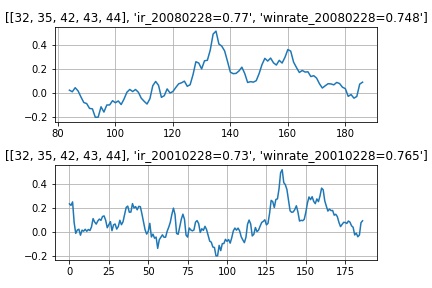 [[32, 35, 42, 43, 44], 'ir_20080228=0.77', 'winrate_20080228=0.748']
0.4
0.2
0.0
−0.2
80 100 120 140 160 180
[[32, 35, 42, 43, 44], 'ir_20010228=0.73', 'winrate_20010228=0.765']
0.4
0.2
0.0
−0.2
0 25 50 75 100 125 150 175